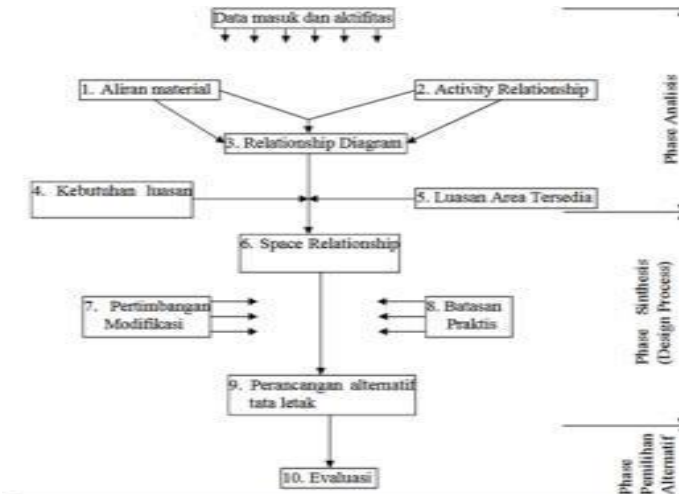 Data masuk dan aktifitas
1. Aliran material
2. Activity Relationship
3. Relationship Diagram
4. Kebutuhan luasan
5. Luasan Area Tersedia
6. Space Relationship
7. Pertimbangan
Modifikasi
8. Batasan
Praktis
9. Perancangan alternatif
tata letak
10. Evaluasi
Phase Analisis
Phase Sinthesis
(Design Process)
Phase
Pemilihan
Alternatif